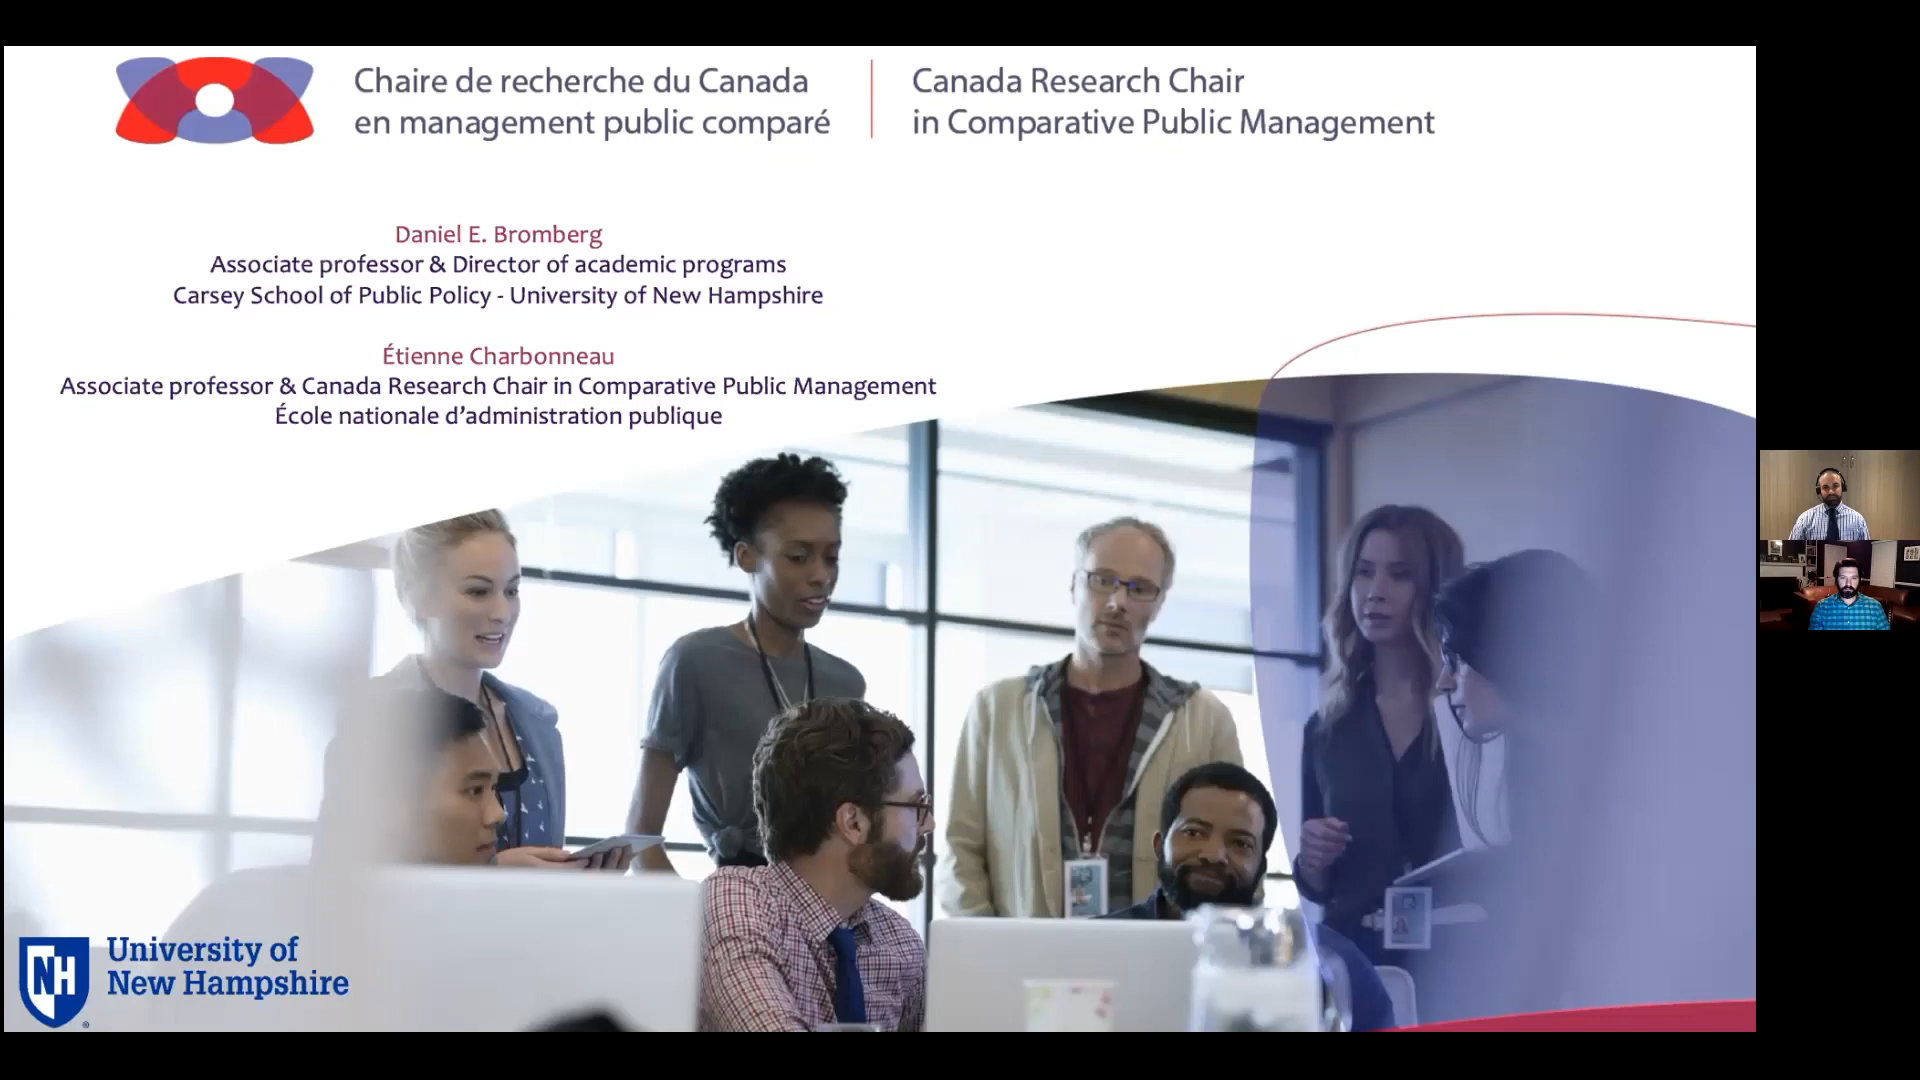 Chaire de recherche du Canada
en management public comparé
Canada Research Chair
in Comparative Public Management
Daniel E. Bromberg
Associate professor & Director of academic programs
Carsey School of Public Policy - University of New Hampshire
Étienne Charbonneau
Associate professor & Canada Research Chair in Comparative Public Management
École nationale d’administration publique
NH
University of
New Hampshire
®